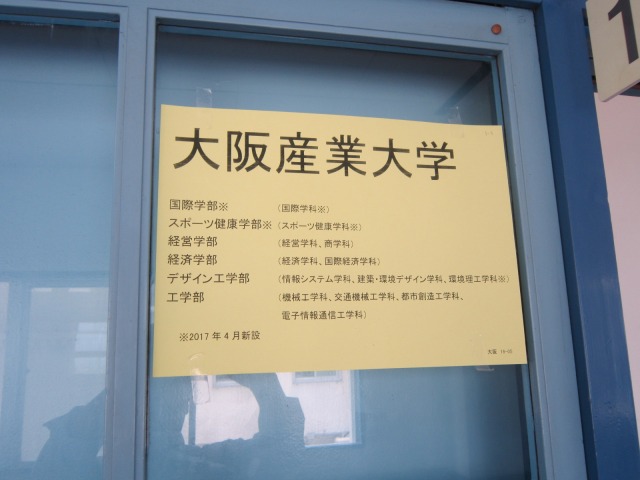 大阪産業大学
国際学部※ (国際学科※)
スポーツ健康学部※ (スポーツ健康学科※)
経営学部 (経営学科、商学科)
経済学部 (経済学科、国際経済学科)
デザイン工学部 (情報システム学科、建築・環境デザイン学科、環境理工学科※)
工学部 (機械工学科、交通機械工学科、都市創造工学科、
電子情報通信工学科)
※2017年4月新設
大阪
1